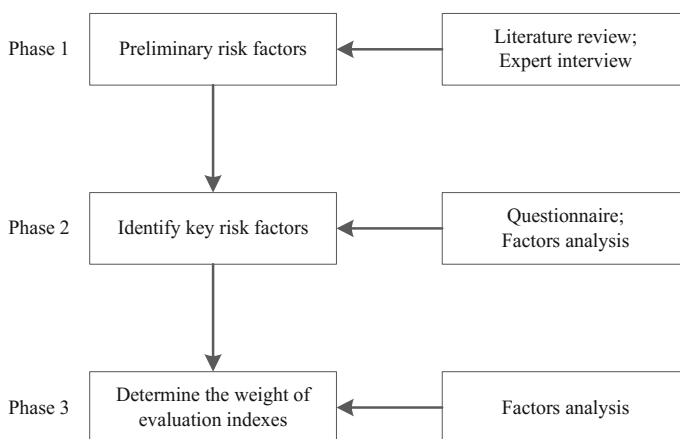 Phase 1
Preliminary risk factors
Literature review;
Expert interview
Phase 2
Identify key risk factors
Questionnaire;
Factors analysis
Phase 3
Determine the weight of
evaluation indexes
Factors analysis